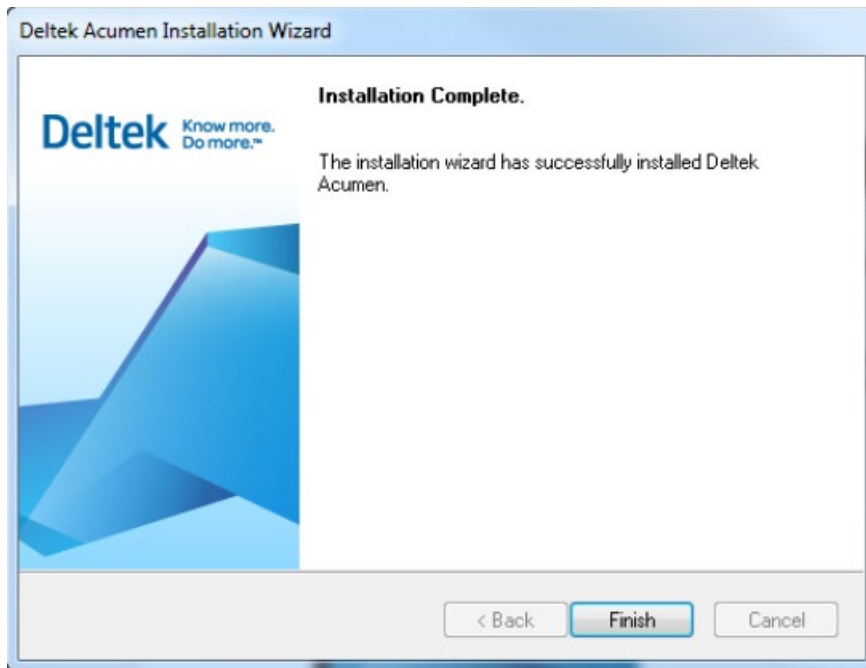 Deltek Acumen Installation Wizard
Deltek Know more.
Do more.™
Installation Complete.
The installation wizard has successfully installed Deltek
Acumen.
< Back
Finish
Cancel